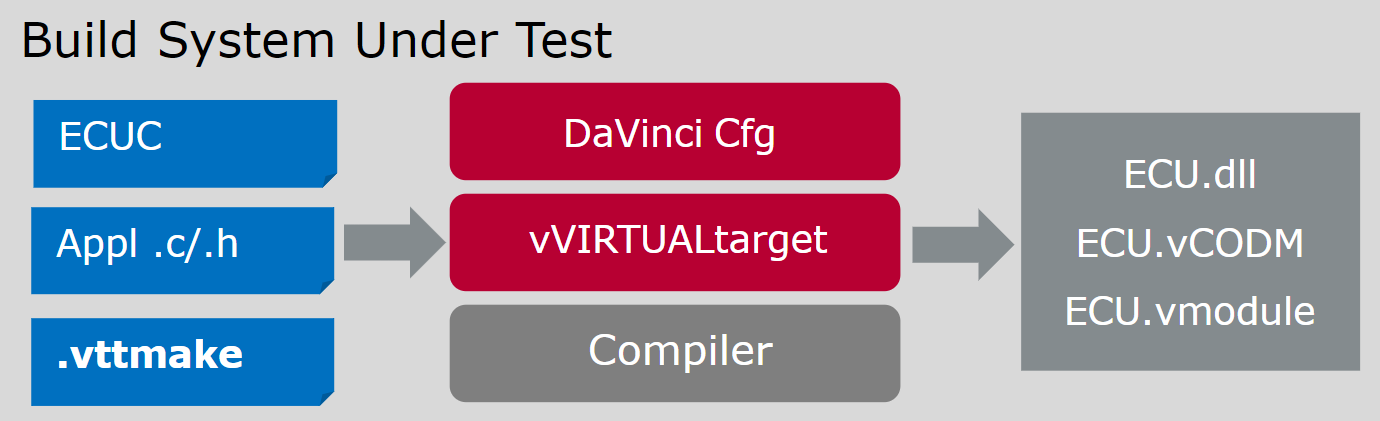 Build System Under Test
ECUC
Appl .c/.h
.vttmake
DaVinci Cfg
vVIRTUALtarget
Compiler
ECU.dll
ECU.vCODM
ECU.vmodule